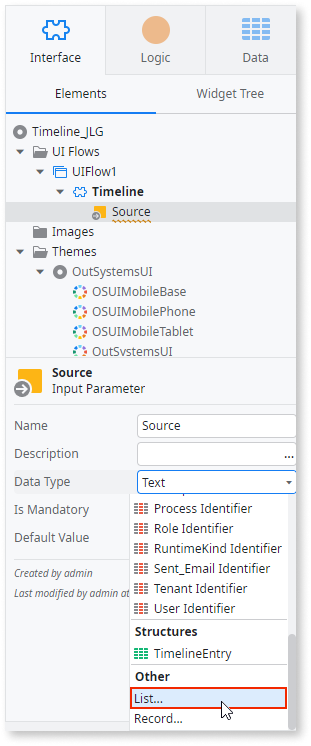 Interface Logic Data
Elements Widget Tree
Timeline_JLG
UI Flows
UIFlow1
Timeline
Source
Images
Themes
OutSystemsUI
OSUIMobileBase
OSUIMobilePhone
OSUIMobileTablet
OutSystemsUI
Source
Input Parameter
Name Source
Description ...
Data Type Text
Is Mandatory
Default Value
Created by admin
Last modified by admin at
Process Identifier
Role Identifier
RuntimeKind Identifier
Sent_Email Identifier
Tenant Identifier
User Identifier
Structures
TimelineEntry
Other
List...
Record...